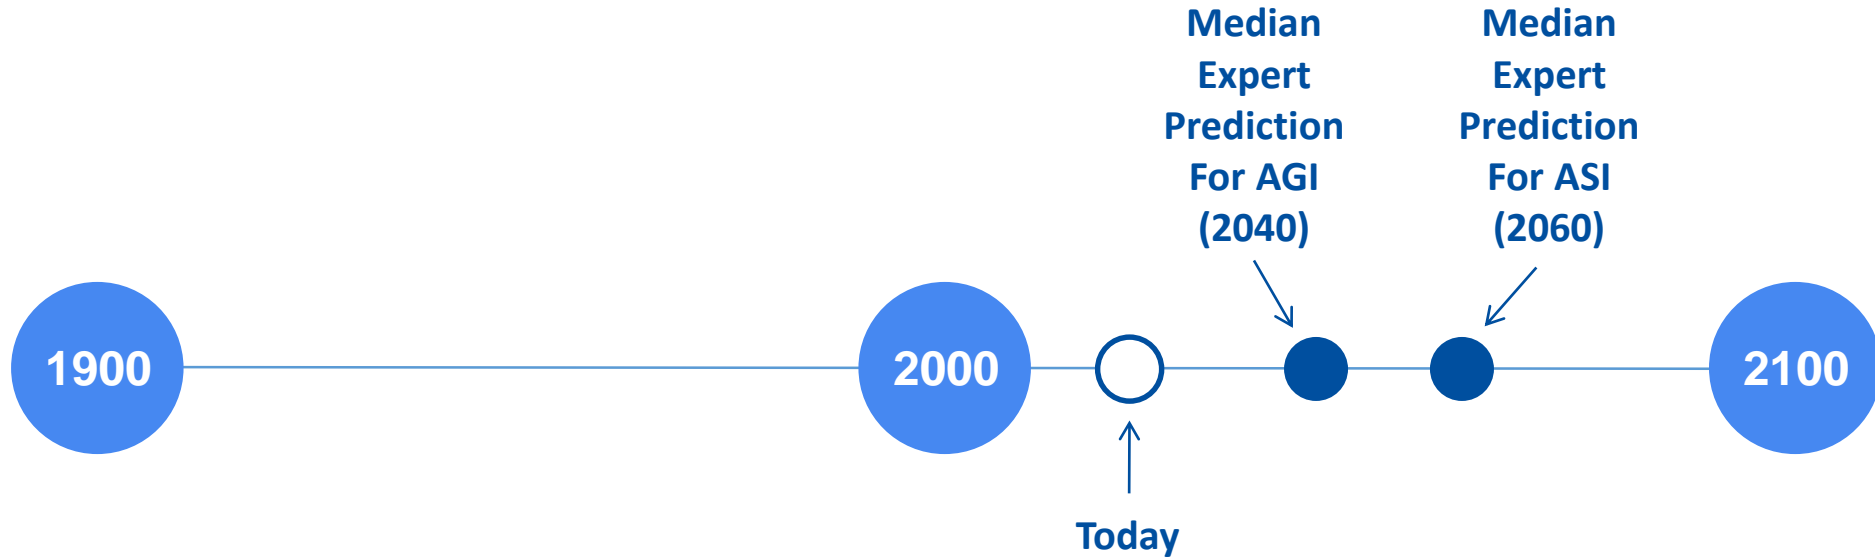 Median
Expert
Prediction
For AGI
(2040)
Median
Expert
Prediction
For ASI
(2060)
1900
2000
2100
Today